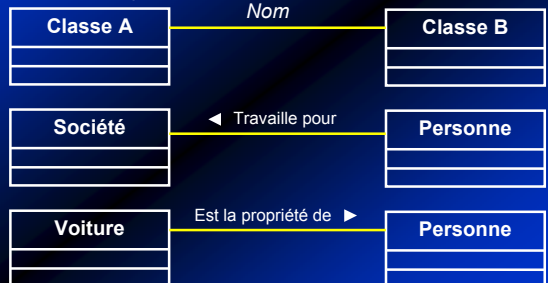 Nom
Classe A
Classe B
Société
◄ Travaille pour
Personne
Voiture
Est la propriété de ►
Personne